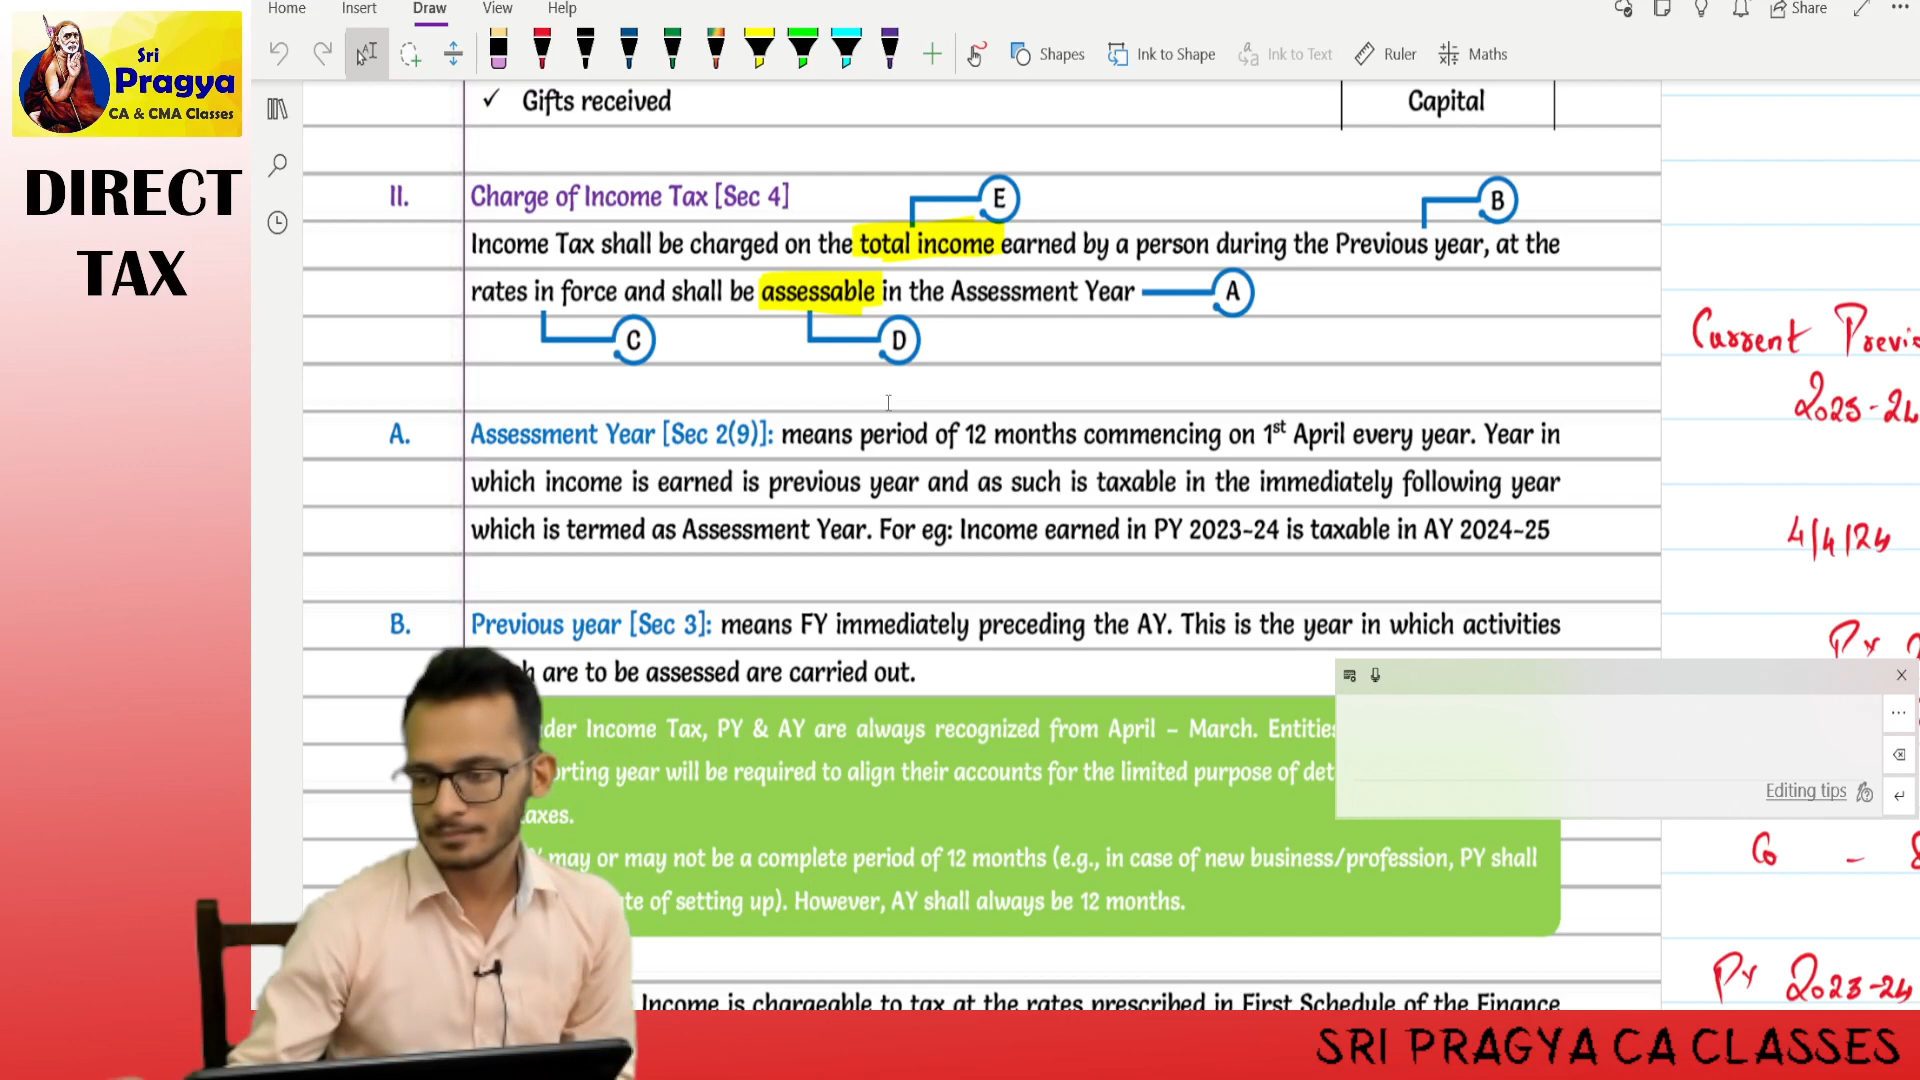 Home Insert Draw View Help
Share
Shapes Ink to Shape Ink to Text Ruler Maths
Sri
Pragya
CA & CMA Classes
DIRECT
TAX
✓ Gifts received Capital
II. Charge of Income Tax [Sec 4] E B
Income Tax shall be charged on the total income earned by a person during the Previous year, at the
rates in force and shall be assessable in the Assessment Year A
C D
A. Assessment Year [Sec 2(9)]: means period of 12 months commencing on 1st April every year. Year in
which income is earned is previous year and as such is taxable in the immediately following year
which is termed as Assessment Year. For eg: Income earned in PY 2023-24 is taxable in AY 2024-25
B. Previous year [Sec 3]: means FY immediately preceding the AY. This is the year in which activities
are to be assessed are carried out.
Income Tax, PY & AY are always recognized from April - March. Entities
year will be required to align their accounts for the limited purpose of
may or may not be a complete period of 12 months (e.g., in case of new business/profession, PY shall
of setting up). However, AY shall always be 12 months.
Income is chargeable to tax at the rates prescribed in First Schedule of the Finance
Current
4/4/24
PY
PY 2023-24
Editing tips
SRI PRAGYA CA CLASSES